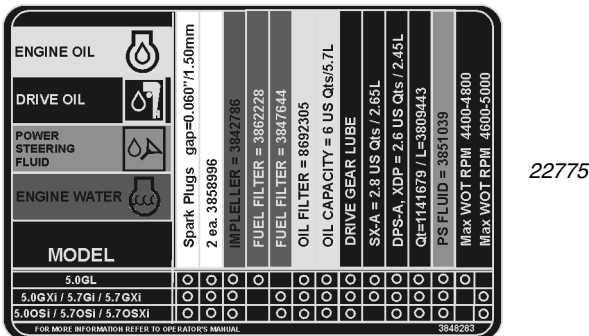 ENGINE OIL
DRIVE OIL
POWER
STEERING
FLUID
ENGINE WATER
MODEL
Spark Plugs gap=0.060"/1.50mm
2 ea. 3858996
IMPLELLER = 3842786
FUEL FILTER = 3862228
FUEL FILTER = 3847644
OIL FILTER = 8692305
OIL CAPACITY = 6 US Qts/5.7L
DRIVE GEAR LUBE
SX-A = 2.8 US Qts / 2.65L
DPS-A, XDP = 2.6 US Qts / 2.45L
Qt=1141679 / L=3809443
PS FLUID = 3851039
Max WOT RPM 4400-4800
Max WOT RPM 4600-5000
5.0GL
5.0GXi / 5.7Gi / 5.7GXi
5.0OSi / 5.7OSi / 5.7OSXi
FOR MORE INFORMATION REFER TO OPERATOR'S MANUAL
3848283
22775